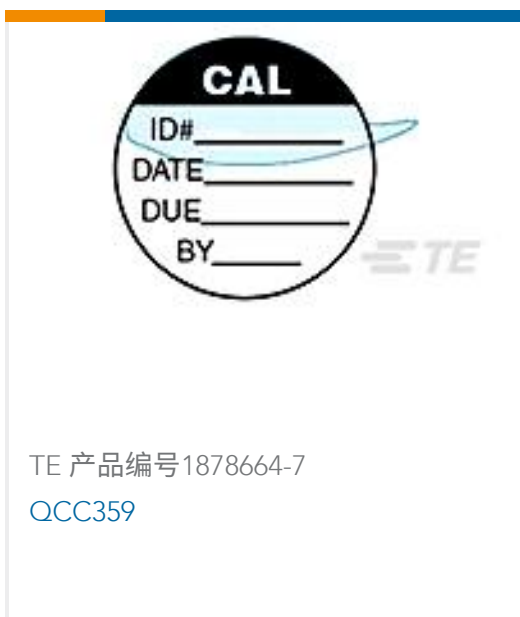 CAL
ID#
DATE
DUE
BY
TE
TE 产品编号1878664-7
QCC359